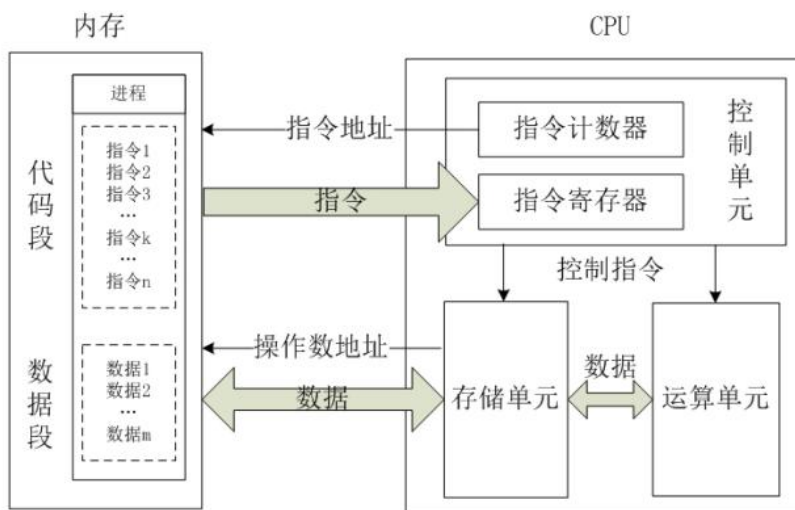 内存
CPU
进程
代码段
指令1
指令2
指令3
…
指令k
…
指令n
数据段
数据1
数据2
…
数据m
指令地址
指令
操作数地址
数据
指令计数器
指令寄存器
控制单元
控制指令
存储单元
数据
运算单元